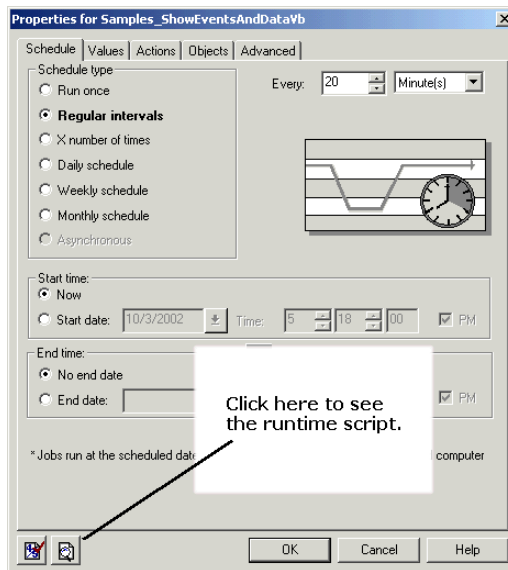 Properties for Samples_ShowEventsAndDataVb
Schedule Values Actions Objects Advanced
Schedule type
Run once
Regular intervals
X number of times
Daily schedule
Weekly schedule
Monthly schedule
Asynchronous
Every: 20 Minute(s)
Start time:
Now
Start date: 10/3/2002 Time: 5 18 00 PM
End time:
No end date
End date: PM
Click here to see
the runtime script.
*Jobs run at the scheduled date computer
OK Cancel Help